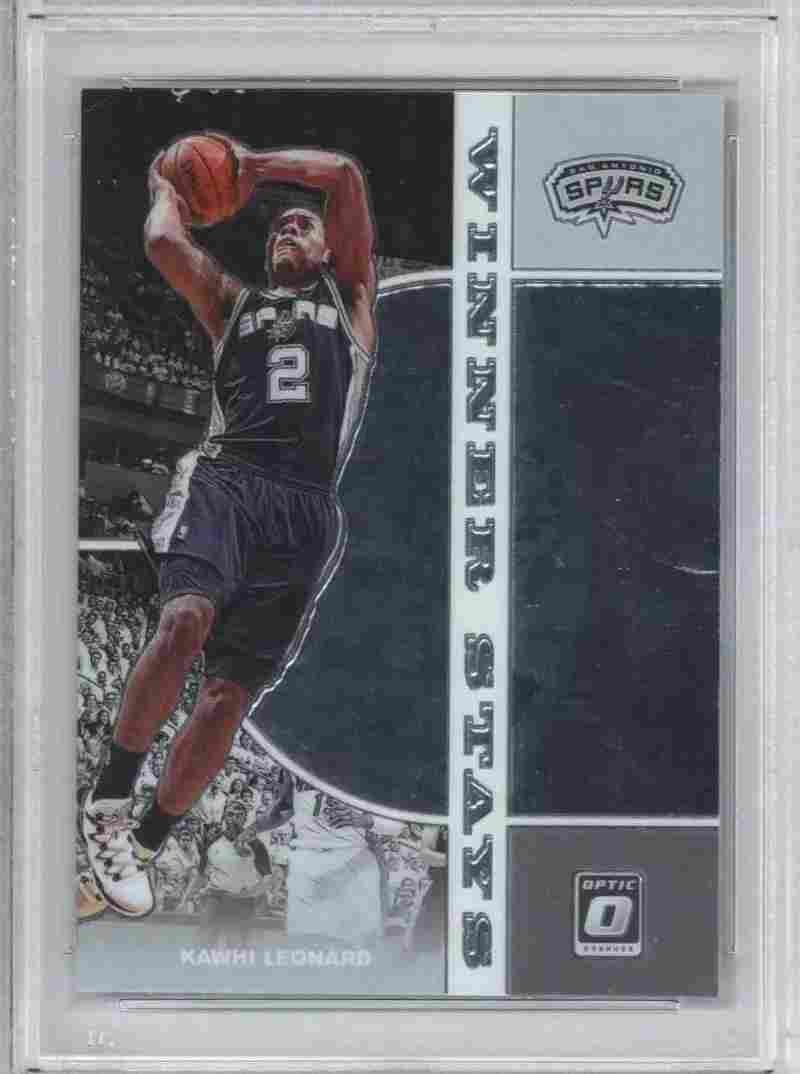 SAN ANTONIO
SPURS
WINNER STAYS
SPURS
2
KAWHI LEONARD
OPTIC
O
DONRUSS